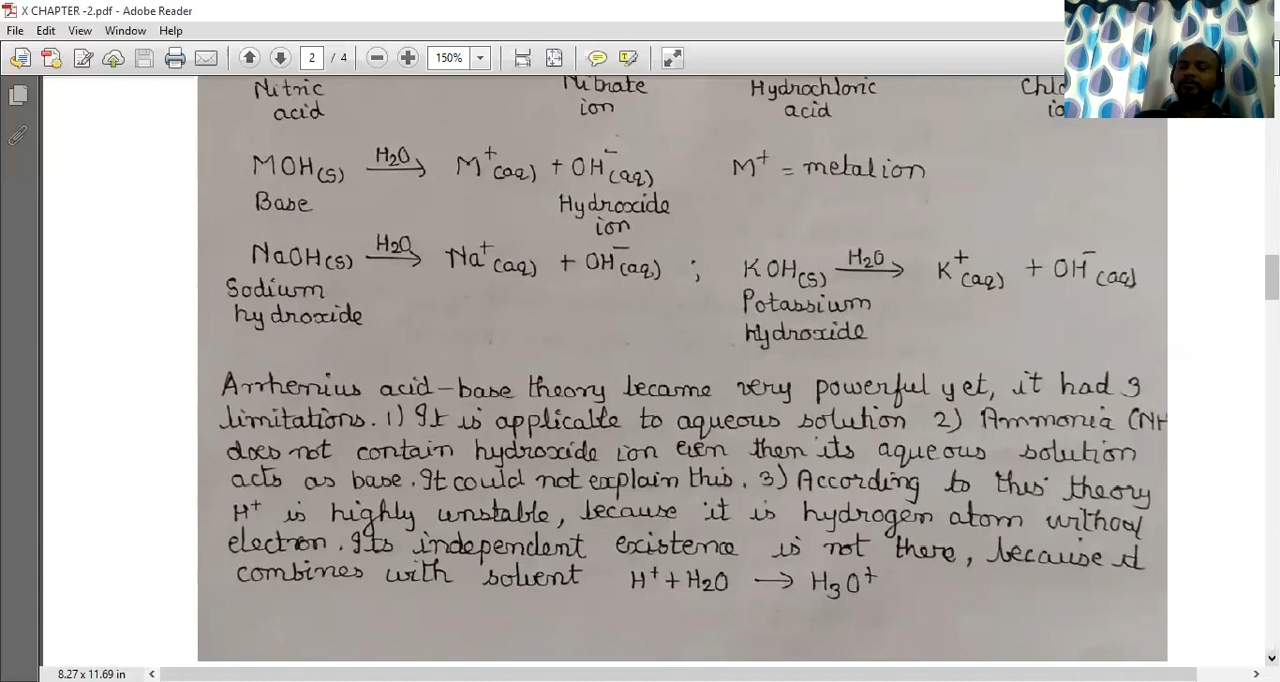 X CHAPTER -2.pdf - Adobe Reader
File Edit View Window Help
2 / 4 150%
Nitric Nitrate Hydrochloric Chl
acid ion acid io
MOH(s) H2O→ M+(aq) + OH-(aq) M+ = metal ion
Base Hydroxide
ion
NaOH(s) H2O→ Na+(aq) + OH-(aq) ; KOH(s) H2O→ K+(aq) + OH-(aq)
Sodium Potassium
hydroxide hydroxide
Arrhenius acid-base theory became very powerful yet, it had 3
limitations. 1) It is applicable to aqueous solution 2) Ammonia (NH
does not contain hydroxide ion even then its aqueous solution
acts as base. It could not explain this. 3) According to this theory
H+ is highly unstable, because it is hydrogen atom without
electron. Its independent existence is not there, because it
combines with solvent H+ + H2O → H3O+
8.27 x 11.69 in